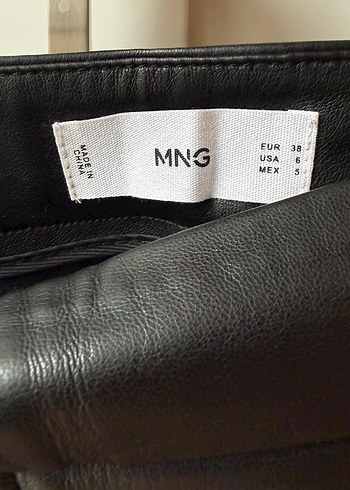 MADE IN
CHINA
MNG
EUR 38
USA 6
MEX 5